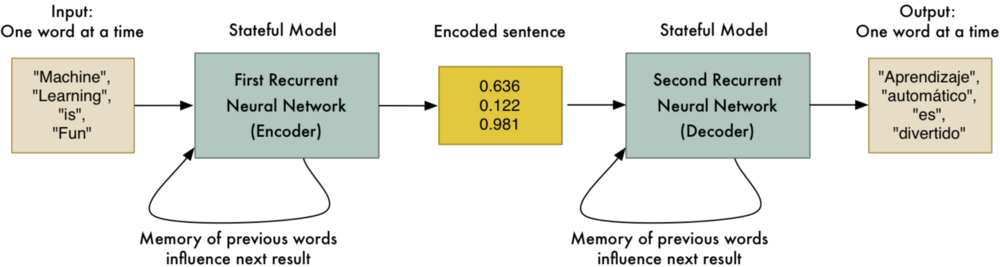 Input:
One word at a time
"Machine",
"Learning",
"is",
"Fun"
Stateful Model
First Recurrent
Neural Network
(Encoder)
Memory of previous words
influence next result
Encoded sentence
0.636
0.122
0.981
Stateful Model
Second Recurrent
Neural Network
(Decoder)
Memory of previous words
influence next result
Output:
One word at a time
"Aprendizaje",
"automático",
"es",
"divertido"